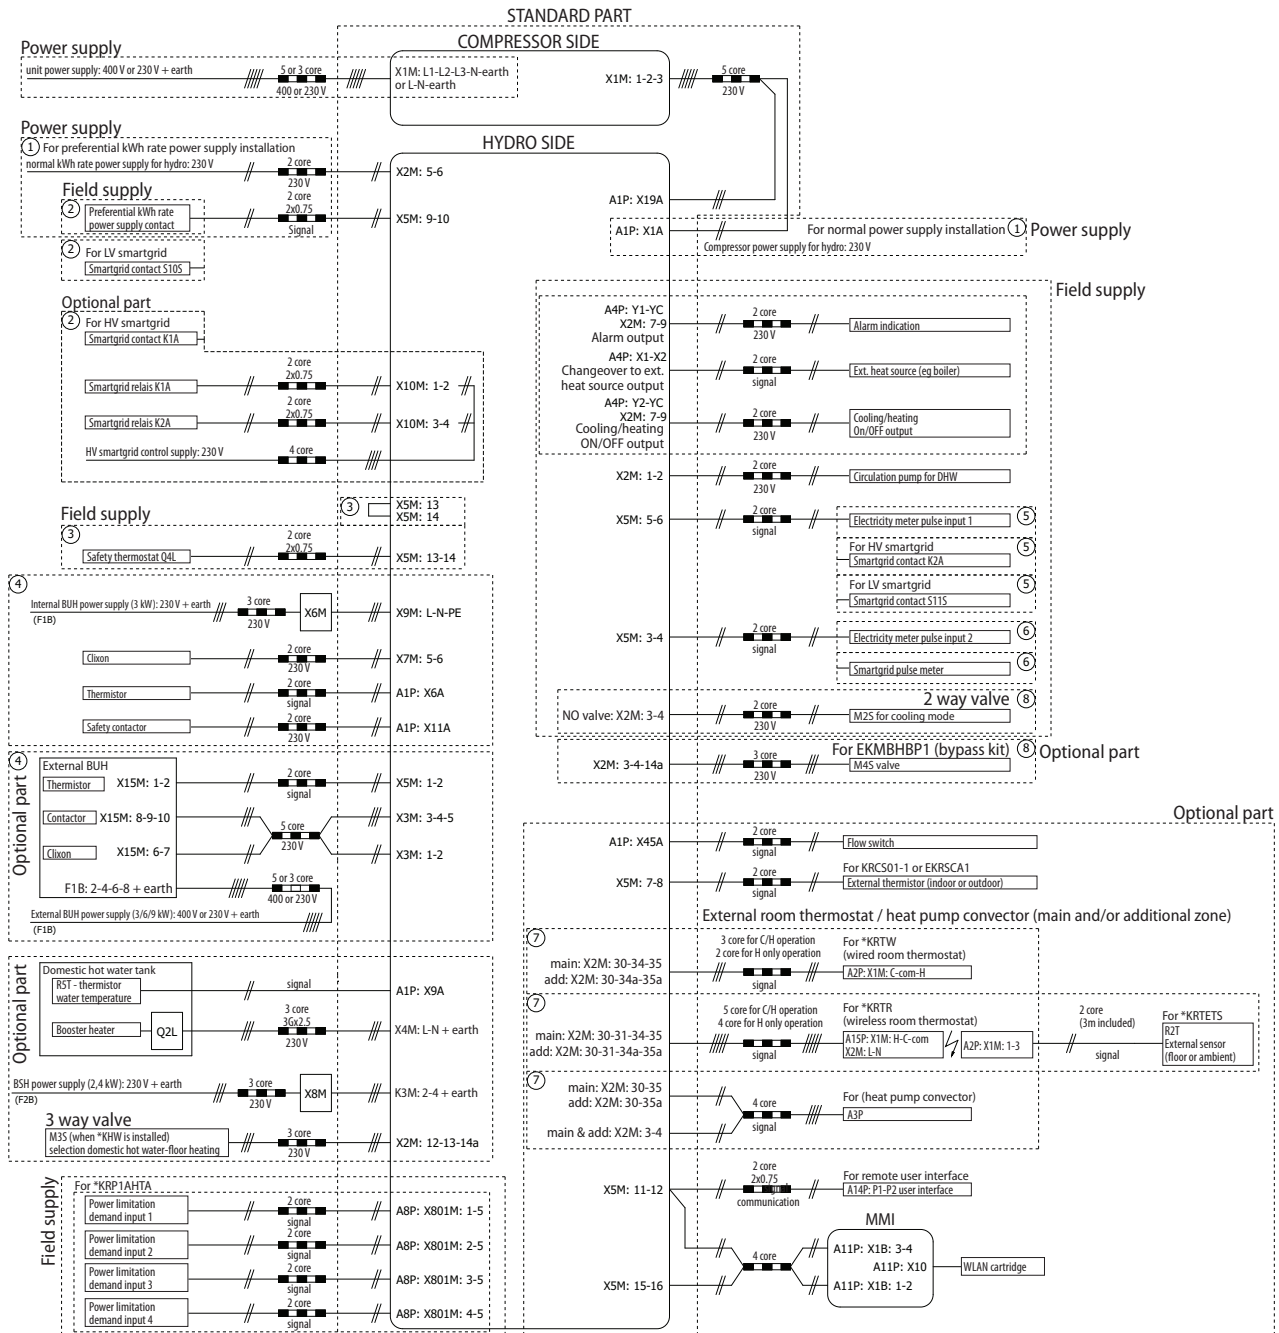 STANDARD PART
Power supply
COMPRESSOR SIDE
unit power supply: 400 V or 230 V + earth
5 or 3 core
400 or 230 V
X1M: L1-L2-L3-N-earth
or L-N-earth
X1M: 1-2-3
5 core
230 V
Power supply
1 For preferential kWh rate power supply installation
normal kWh rate power supply for hydro: 230 V
2 core
230 V
HYDRO SIDE
X2M: 5-6
Field supply
2 Preferential kWh rate
power supply contact
2 core
2x0.75
Signal
X5M: 9-10
A1P: X19A
A1P: X1A
For normal power supply installation 1 Power supply
Compressor power supply for hydro: 230 V
2 For LV smartgrid
Smartgrid contact S10S
Optional part
2 For HV smartgrid
Smartgrid contact K1A
Smartgrid relais K1A
2 core
2x0.75
X10M: 1-2
Smartgrid relais K2A
2 core
2x0.75
X10M: 3-4
HV smartgrid control supply: 230 V
4 core
Field supply
A4P: Y1-YC
X2M: 7-9
Alarm output
2 core
230 V
Alarm indication
A4P: X1-X2
Changeover to ext.
heat source output
2 core
signal
Ext. heat source (eg boiler)
A4P: Y2-YC
X2M: 7-9
Cooling/heating
ON/OFF output
2 core
230 V
Cooling/heating
On/OFF output
X2M: 1-2
2 core
230 V
Circulation pump for DHW
3
X5M: 13
X5M: 14
Field supply
3
Safety thermostat Q4L
2 core
2x0.75
X5M: 13-14
X5M: 5-6
2 core
signal
Electricity meter pulse input 1
5
For HV smartgrid
Smartgrid contact K2A
5
For LV smartgrid
Smartgrid contact S11S
5
X5M: 3-4
2 core
signal
Electricity meter pulse input 2
6
Smartgrid pulse meter
6
4
Internal BUH power supply (3 kW): 230 V + earth
(F1B)
3 core
230 V
X6M
X9M: L-N-PE
Clixon
2 core
230 V
X7M: 5-6
Thermistor
2 core
signal
A1P: X6A
Safety contactor
2 core
230 V
A1P: X11A
2 way valve 8
NO valve: X2M: 3-4
2 core
230 V
M2S for cooling mode
For EKMBHBP1 (bypass kit) 8 Optional part
X2M: 3-4-14a
3 core
230 V
M4S valve
4
Optional part
External BUH
Thermistor X15M: 1-2
2 core
signal
X5M: 1-2
Contactor X15M: 8-9-10
5 core
230 V
X3M: 3-4-5
Clixon X15M: 6-7
X3M: 1-2
F1B: 2-4-6-8 + earth
5 or 3 core
400 or 230 V
External BUH power supply (3/6/9 kW): 400 V or 230 V + earth
(F1B)
Optional part
A1P: X45A
2 core
signal
Flow switch
For KRCS01-1 or EKRSCA1
X5M: 7-8
2 core
signal
External thermistor (indoor or outdoor)
External room thermostat / heat pump convector (main and/or additional zone)
7
main: X2M: 30-34-35
add: X2M: 30-34a-35a
3 core for C/H operation
2 core for H only operation
signal
For *KRTW
(wired room thermostat)
A2P: X1M: C-com-H
7
main: X2M: 30-31-34-35
add: X2M: 30-31-34a-35a
5 core for C/H operation
4 core for H only operation
signal
For *KRTR
(wireless room thermostat)
A15P: X1M: H-C-com
X2M: L-N
A2P: X1M: 1-3
2 core
(3m included)
signal
For *KRTETS
R2T
External sensor
(floor or ambient)
7
main: X2M: 30-35
add: X2M: 30-35a
main & add: X2M: 3-4
4 core
signal
For (heat pump convector)
A3P
Optional part
Domestic hot water tank
R5T - thermistor
water temperature
signal
A1P: X9A
Booster heater
Q2L
3 core
3Gx2.5
230 V
X4M: L-N + earth
BSH power supply (2,4 kW): 230 V + earth
(F2B)
3 core
230 V
X8M
K3M: 2-4 + earth
3 way valve
M3S (when *KHW is installed)
selection domestic hot water-floor heating
3 core
230 V
X2M: 12-13-14a
Field supply
For *KRP1AHTA
Power limitation
demand input 1
2 core
signal
A8P: X801M: 1-5
Power limitation
demand input 2
2 core
signal
A8P: X801M: 2-5
Power limitation
demand input 3
2 core
signal
A8P: X801M: 3-5
Power limitation
demand input 4
2 core
signal
A8P: X801M: 4-5
X5M: 11-12
2 core
2x0.75
communication
For remote user interface
A14P: P1-P2 user interface
MMI
X5M: 15-16
4 core
A11P: X1B: 3-4
A11P: X10
A11P: X1B: 1-2
WLAN cartridge